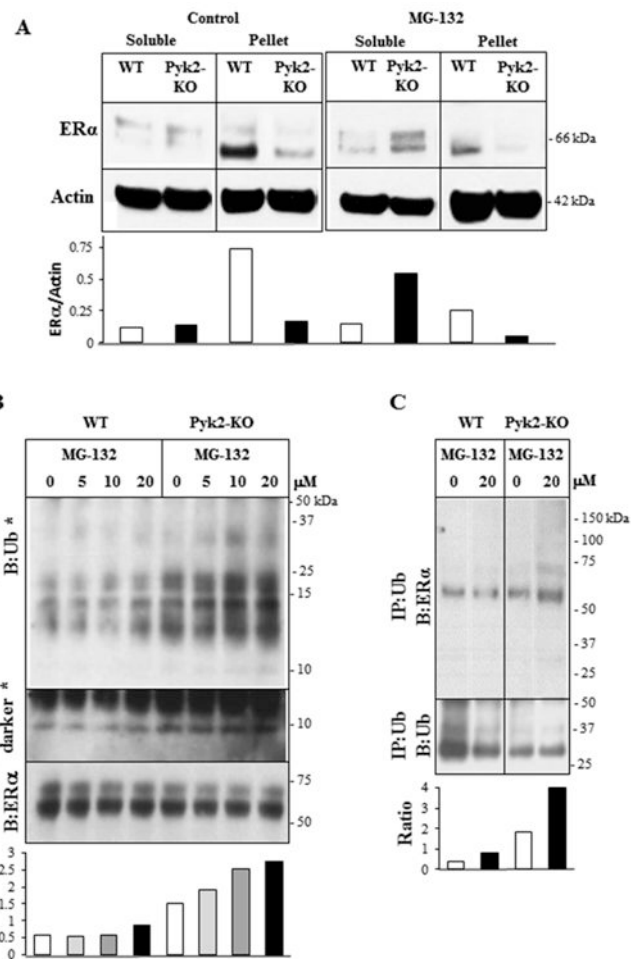 A
Control
MG-132
Soluble
Pellet
Soluble
Pellet
WT
Pyk2-
KO
WT
Pyk2-
KO
WT
Pyk2-
KO
WT
Pyk2-
KO
ERα
- 66 kDa
Actin
- 42 kDa
ERα/Actin
0.75
0.5
0.25
0
B
WT
Pyk2-KO
MG-132
MG-132
0 5 10 20 0 5 10 20 μM
B:Ub *
- 50 kDa
- 37
- 25
- 15
- 10
darker *
- 10
B:ERα
- 75
- 50
3
2.5
2
1.5
1
0.5
0
C
WT
Pyk2-KO
MG-132
MG-132
0 20 0 20 μM
IP:Ub
B:ERα
- 150 kDa
- 100
- 75
- 50
- 37
- 25
IP:Ub
B:Ub
- 50
- 37
- 25
Ratio
4
3
2
1
0